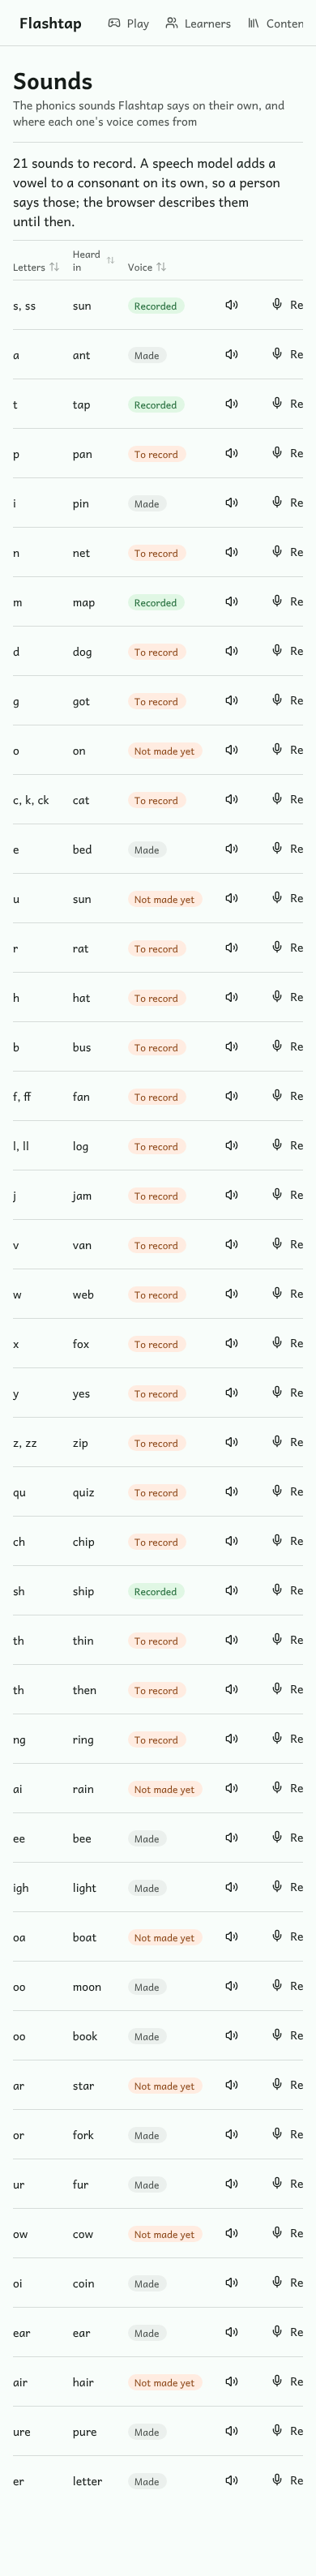 Flashtap Play Learners Conten
Sounds
The phonics sounds Flashtap says on their own, and
where each one's voice comes from
21 sounds to record. A speech model adds a
vowel to a consonant on its own, so a person
says those; the browser describes them
until then.
Letters Heard in Voice
s, ss sun Recorded Re
a ant Made Re
t tap Recorded Re
p pan To record Re
i pin Made Re
n net To record Re
m map Recorded Re
d dog To record Re
g got To record Re
o on Not made yet Re
c, k, ck cat To record Re
e bed Made Re
u sun Not made yet Re
r rat To record Re
h hat To record Re
b bus To record Re
f, ff fan To record Re
l, ll log To record Re
j jam To record Re
v van To record Re
w web To record Re
x fox To record Re
y yes To record Re
z, zz zip To record Re
qu quiz To record Re
ch chip To record Re
sh ship Recorded Re
th thin To record Re
th then To record Re
ng ring To record Re
ai rain Not made yet Re
ee bee Made Re
igh light Made Re
oa boat Not made yet Re
oo moon Made Re
oo book Made Re
ar star Not made yet Re
or fork Made Re
ur fur Made Re
ow cow Not made yet Re
oi coin Made Re
ear ear Made Re
air hair Not made yet Re
ure pure Made Re
er letter Made Re